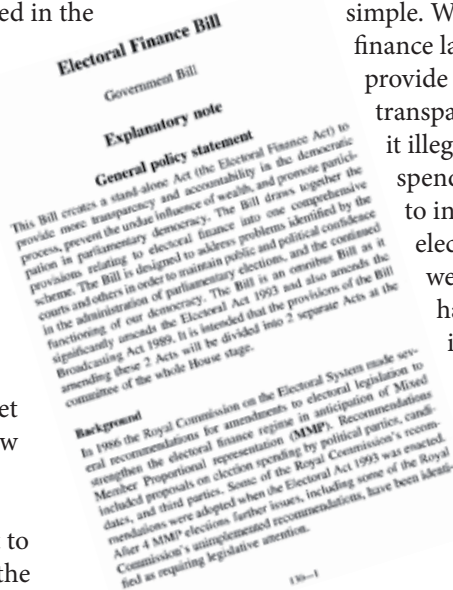 ed in the
simple. W
finance la
provide
transpa
it illeg
spend
to in
elec
we
ha
i
Electoral Finance Bill
Government Bill
Explanatory note
General policy statement
This Bill creates a stand-alone Act (the Electoral Finance Act) to
provide more transparency and accountability in the democratic
process, prevent the undue influence of wealth, and promote partici-
pation in parliamentary democracy. The Bill draws together the
provisions relating to electoral finance into one comprehensive
scheme. The Bill is designed to address problems identified by the
courts and others in order to maintain public and political confidence
in the administration of parliamentary elections, and the continued
functioning of our democracy. The Bill is an omnibus Bill as it
significantly amends the Electoral Act 1993 and also amends the
Broadcasting Act 1989. It is intended that the provisions of the Bill
amending these 2 Acts will be divided into 2 separate Acts at the
committee of the whole House stage.
Background
In 1986 the Royal Commission on the Electoral System made sev-
eral recommendations for amendments to electoral legislation to
strengthen the electoral finance regime in anticipation of Mixed
Member Proportional representation (MMP). Recommendations
included proposals on election spending by political parties, candi-
dates, and third parties. Some of the Royal Commission's recom-
mendations were adopted when the Electoral Act 1993 was enacted.
After 4 MMP elections further issues, including some of the Royal
Commission's unimplemented recommendations, have been identi-
fied as requiring legislative attention.
130—1
et
w
to
the